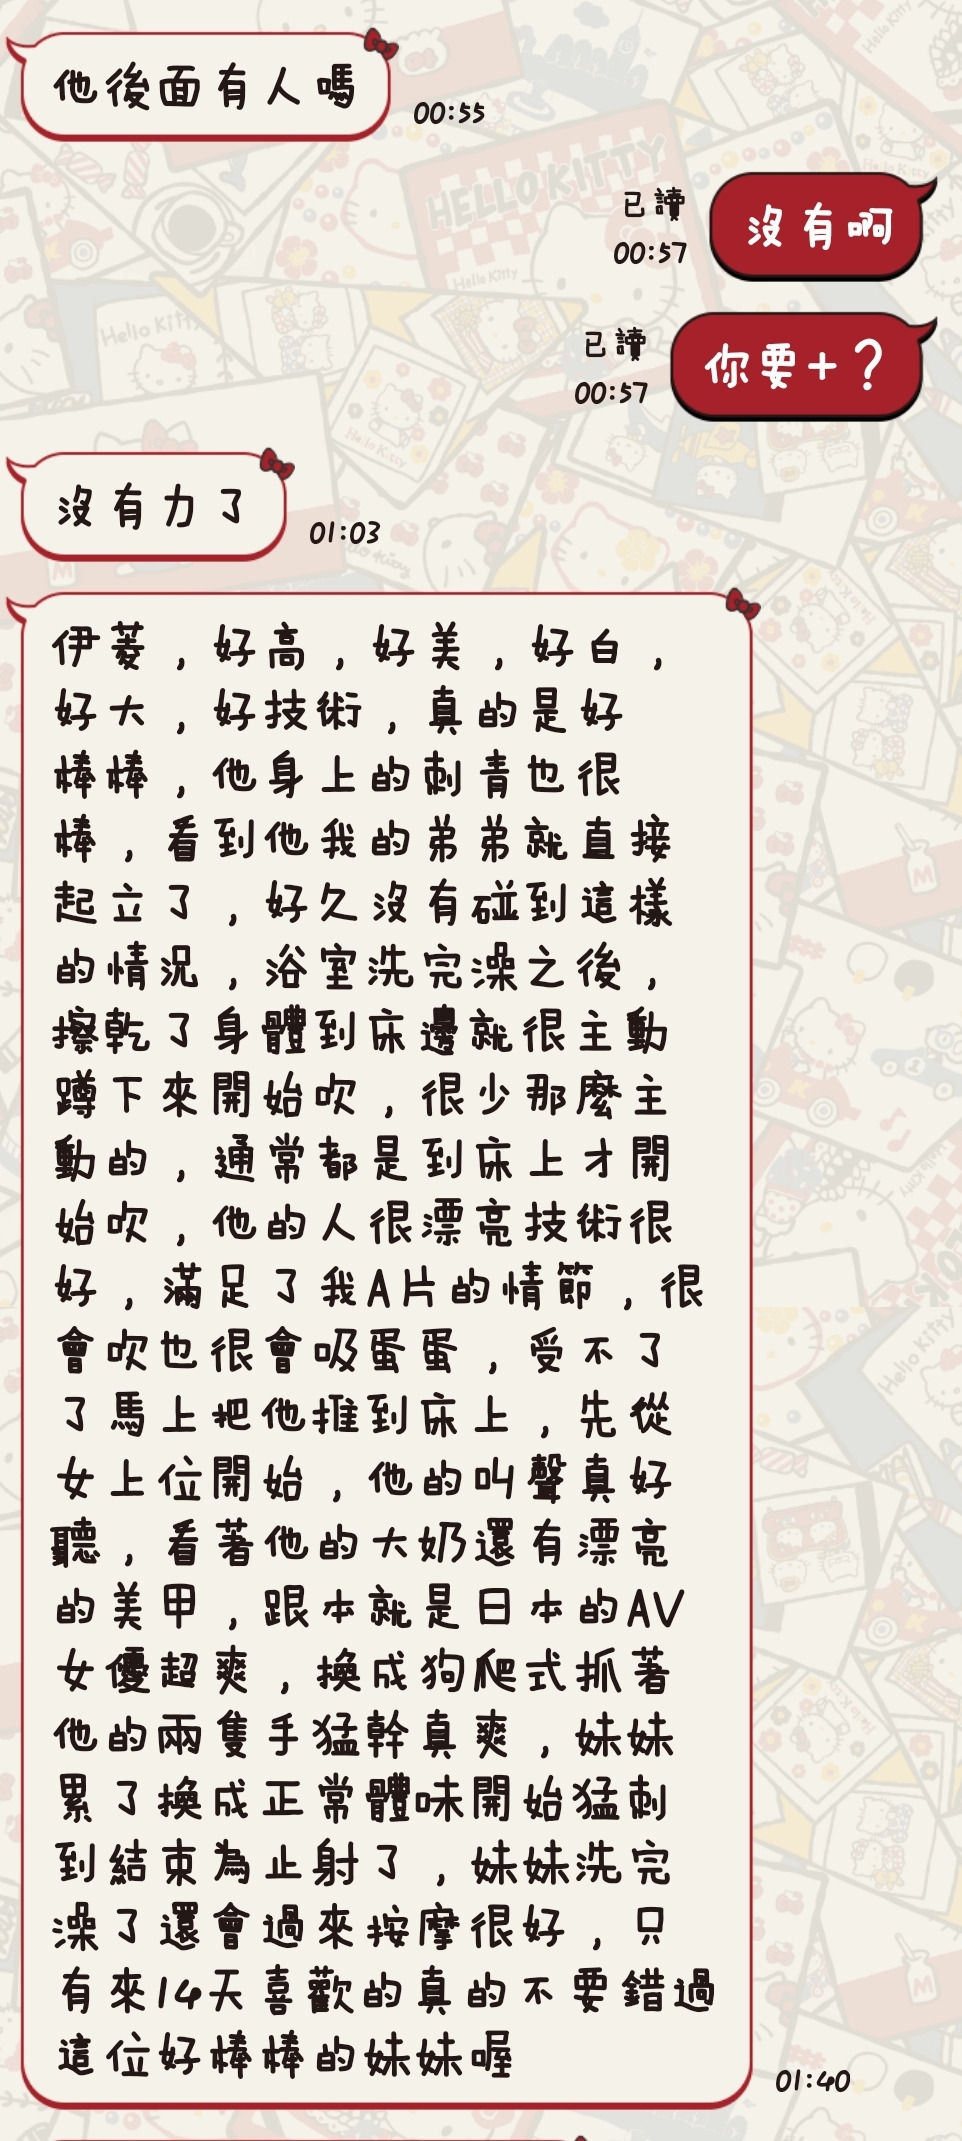 他後面有人嗎
00:55
已讀
00:57
沒有啊
已讀
00:57
你要+?
沒有力了
01:03
伊菱,好高,好美,好白,
好大,好技術,真的是好
棒棒,他身上的刺青也很
棒,看到他我的弟弟就直接
起立了,好久沒有碰到這樣
的情況,浴室洗完澡之後,
擦乾了身體到床邊就很主動
蹲下來開始吹,很少那麼主
動的,通常都是到床上才開
始吹,他的人很漂亮技術很
好,滿足了我A片的情節,很
會吹也很會吸蛋蛋,受不了
了馬上把他推到床上,先從
女上位開始,他的叫聲真好
聽,看著他的大奶還有漂亮
的美甲,跟本就是日本的AV
女優超爽,換成狗爬式抓著
他的兩隻手猛幹真爽,妹妹
累了換成正常體味開始猛刺
到結束為止射了,妹妹洗完
澡了還會過來按摩很好,只
有來14天喜歡的真的不要錯過
這位好棒棒的妹妹喔
01:40
HELLO KITTY
Hello Kitty